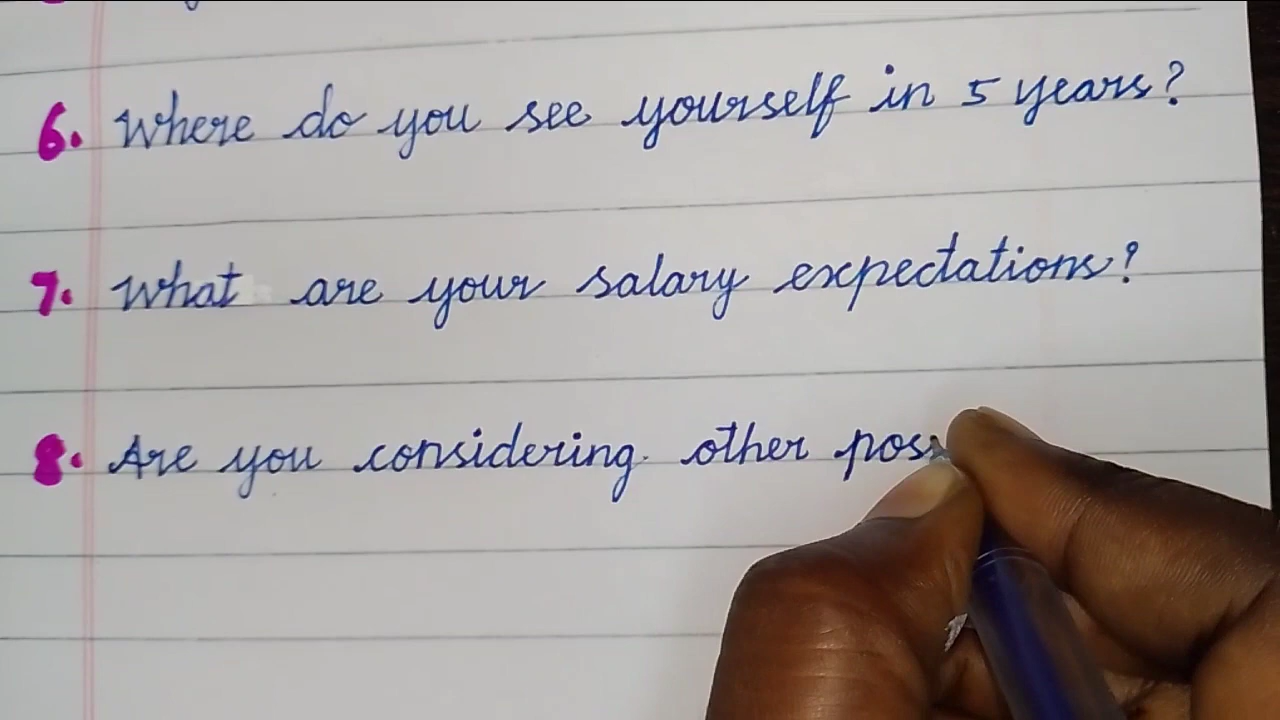 6. Where do you see yourself in 5 years?
7. What are your salary expectations?
8. Are you considering other pos